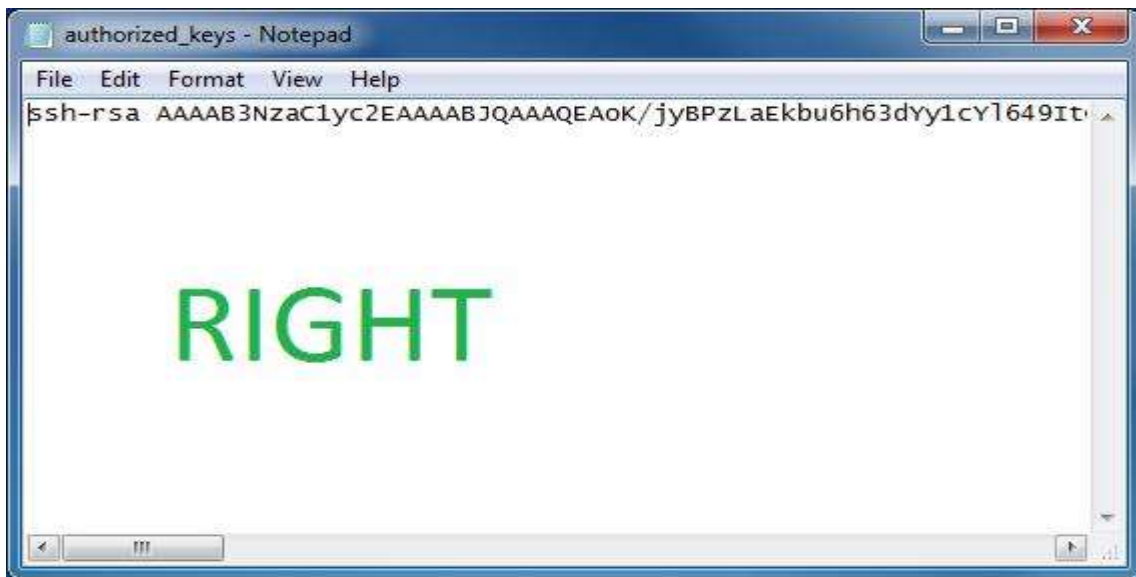 authorized_keys - Notepad
File Edit Format View Help
ssh-rsa AAAAB3NzaC1yc2EAAAABJQAAAQEAoK/jyBPzLaEkbu6h63dYy1cYl649It
RIGHT